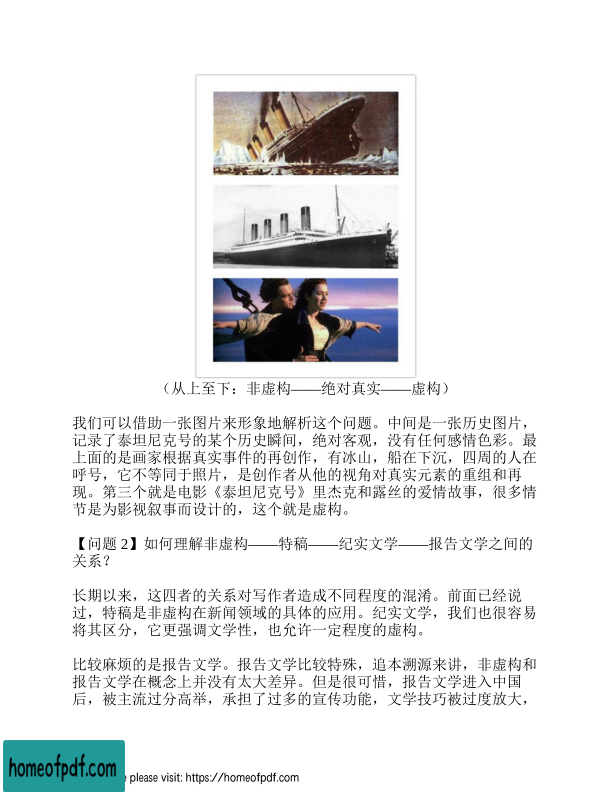 （从上至下：非虚构——绝对真实——虚构）
我们可以借助一张图片来形象地解析这个问题。中间是一张历史图片，
记录了泰坦尼克号的某个历史瞬间，绝对客观，没有任何感情色彩。最
上面的是画家根据真实事件的再创作，有冰山，船在下沉，四周的人在
呼号，它不等同于照片，是创作者从他的视角对真实元素的重组和再
现。第三个就是电影《泰坦尼克号》里杰克和露丝的爱情故事，很多情
节是为影视叙事而设计的，这个就是虚构。
【问题 2】如何理解非虚构——特稿——纪实文学——报告文学之间的
关系？
长期以来，这四者的关系对写作者造成不同程度的混淆。前面已经说
过，特稿是非虚构在新闻领域的具体的应用。纪实文学，我们也很容易
将其区分，它更强调文学性，也允许一定程度的虚构。
比较麻烦的是报告文学。报告文学比较特殊，追本溯源来讲，非虚构和
报告文学在概念上并没有太大差异。但是很可惜，报告文学进入中国
后，被主流过分高举，承担了过多的宣传功能，文学技巧被过度放大，
homeofpdf.com
e please visit: https://homeofpdf.com